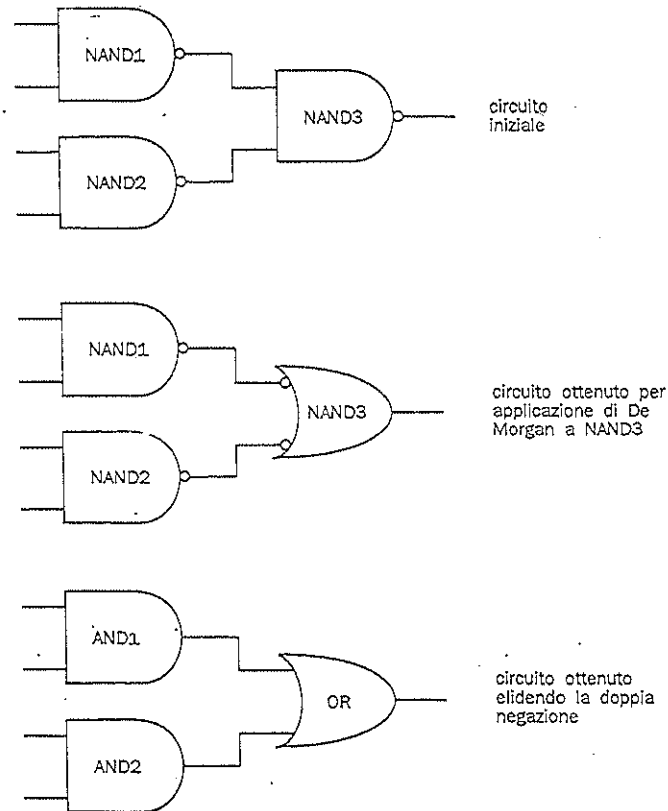 NAND1
NAND3
circuito
iniziale
NAND2
NAND1
NAND3
circuito ottenuto per
applicazione di De
Morgan a NAND3
NAND2
AND1
OR
circuito ottenuto
elidendo la doppia
negazione
AND2